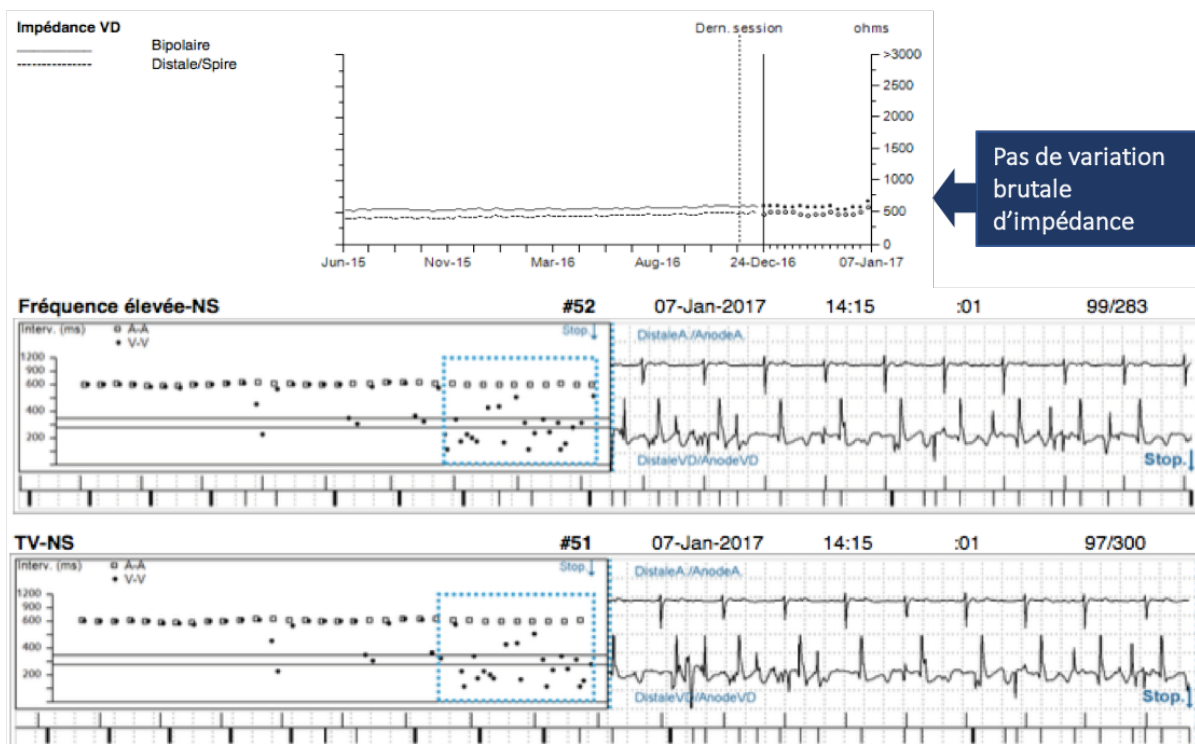 Impédance VD
Bipolaire
Distale/Spire
Dern. session
ohms
>3000
2500
2000
1500
1000
500
0
Jun-15
Nov-15
Mar-16
Aug-16
24-Dec-16
07-Jan-17
Pas de variation
brutale
d’impédance
Fréquence élevée-NS
#52
07-Jan-2017
14:15
:01
99/283
Interv. (ms)
A-A
V-V
Stop.
1200
900
600
400
200
DistaleA./AnodeA.
DistaleVD/AnodeVD
Stop.
TV-NS
#51
07-Jan-2017
14:15
:01
97/300
Interv. (ms)
A-A
V-V
Stop.
1200
900
600
400
200
DistaleA./AnodeA.
DistaleVD/AnodeVD
Stop.